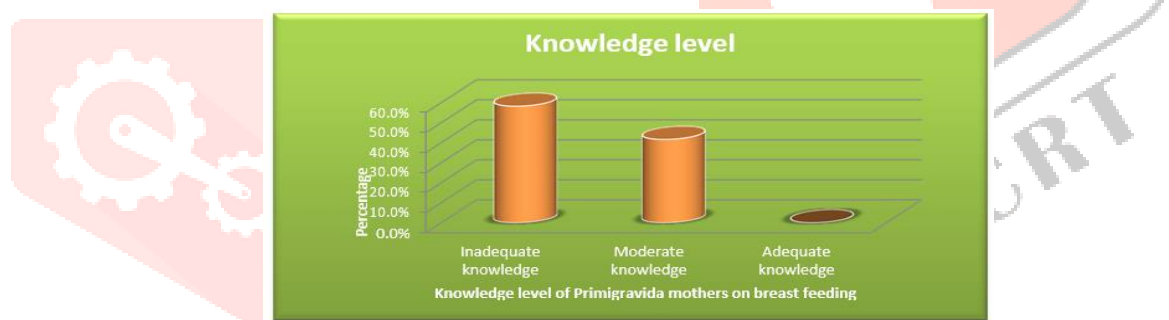 Knowledge level
60.0%
50.0%
40.0%
30.0%
20.0%
10.0%
0.0%
Percentage
Inadequate
knowledge
Moderate
knowledge
Adequate
knowledge
Knowledge level of Primigravida mothers on breast feeding
CRT